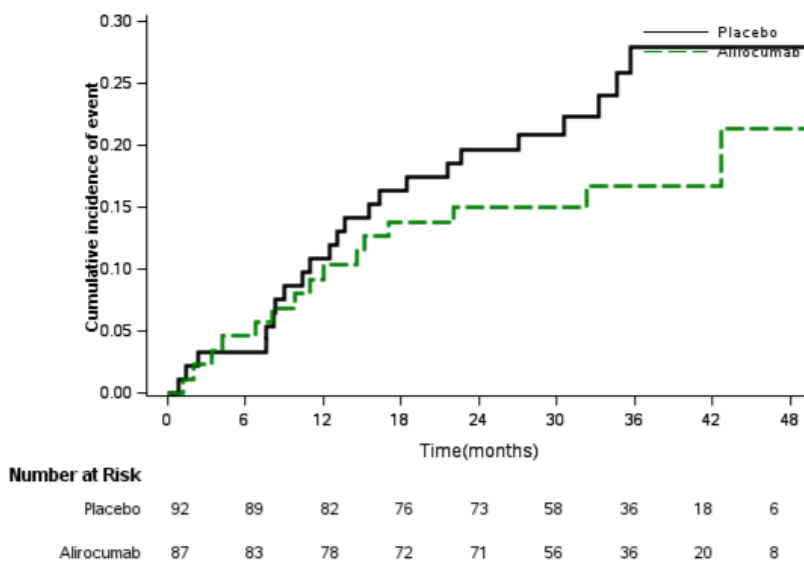 0.30
0.25
0.20
0.15
0.10
0.05
0.00
Cumulative incidence of event
Placebo
Alirocumab
0 6 12 18 24 30 36 42 48
Time(months)
Number at Risk
Placebo 92 89 82 76 73 58 36 18 6
Alirocumab 87 83 78 72 71 56 36 20 8